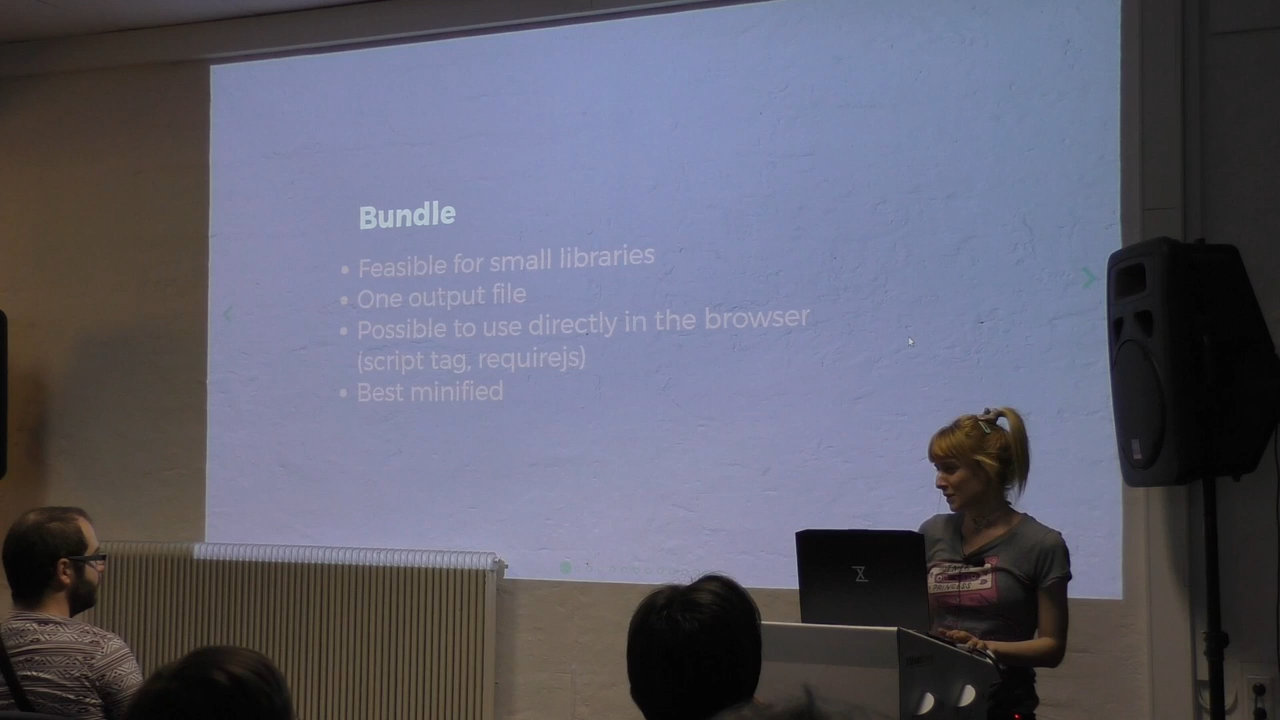 Bundle
• Feasible for small libraries
• One output file
• Possible to use directly in the browser
(script tag, requirejs)
• Best minified